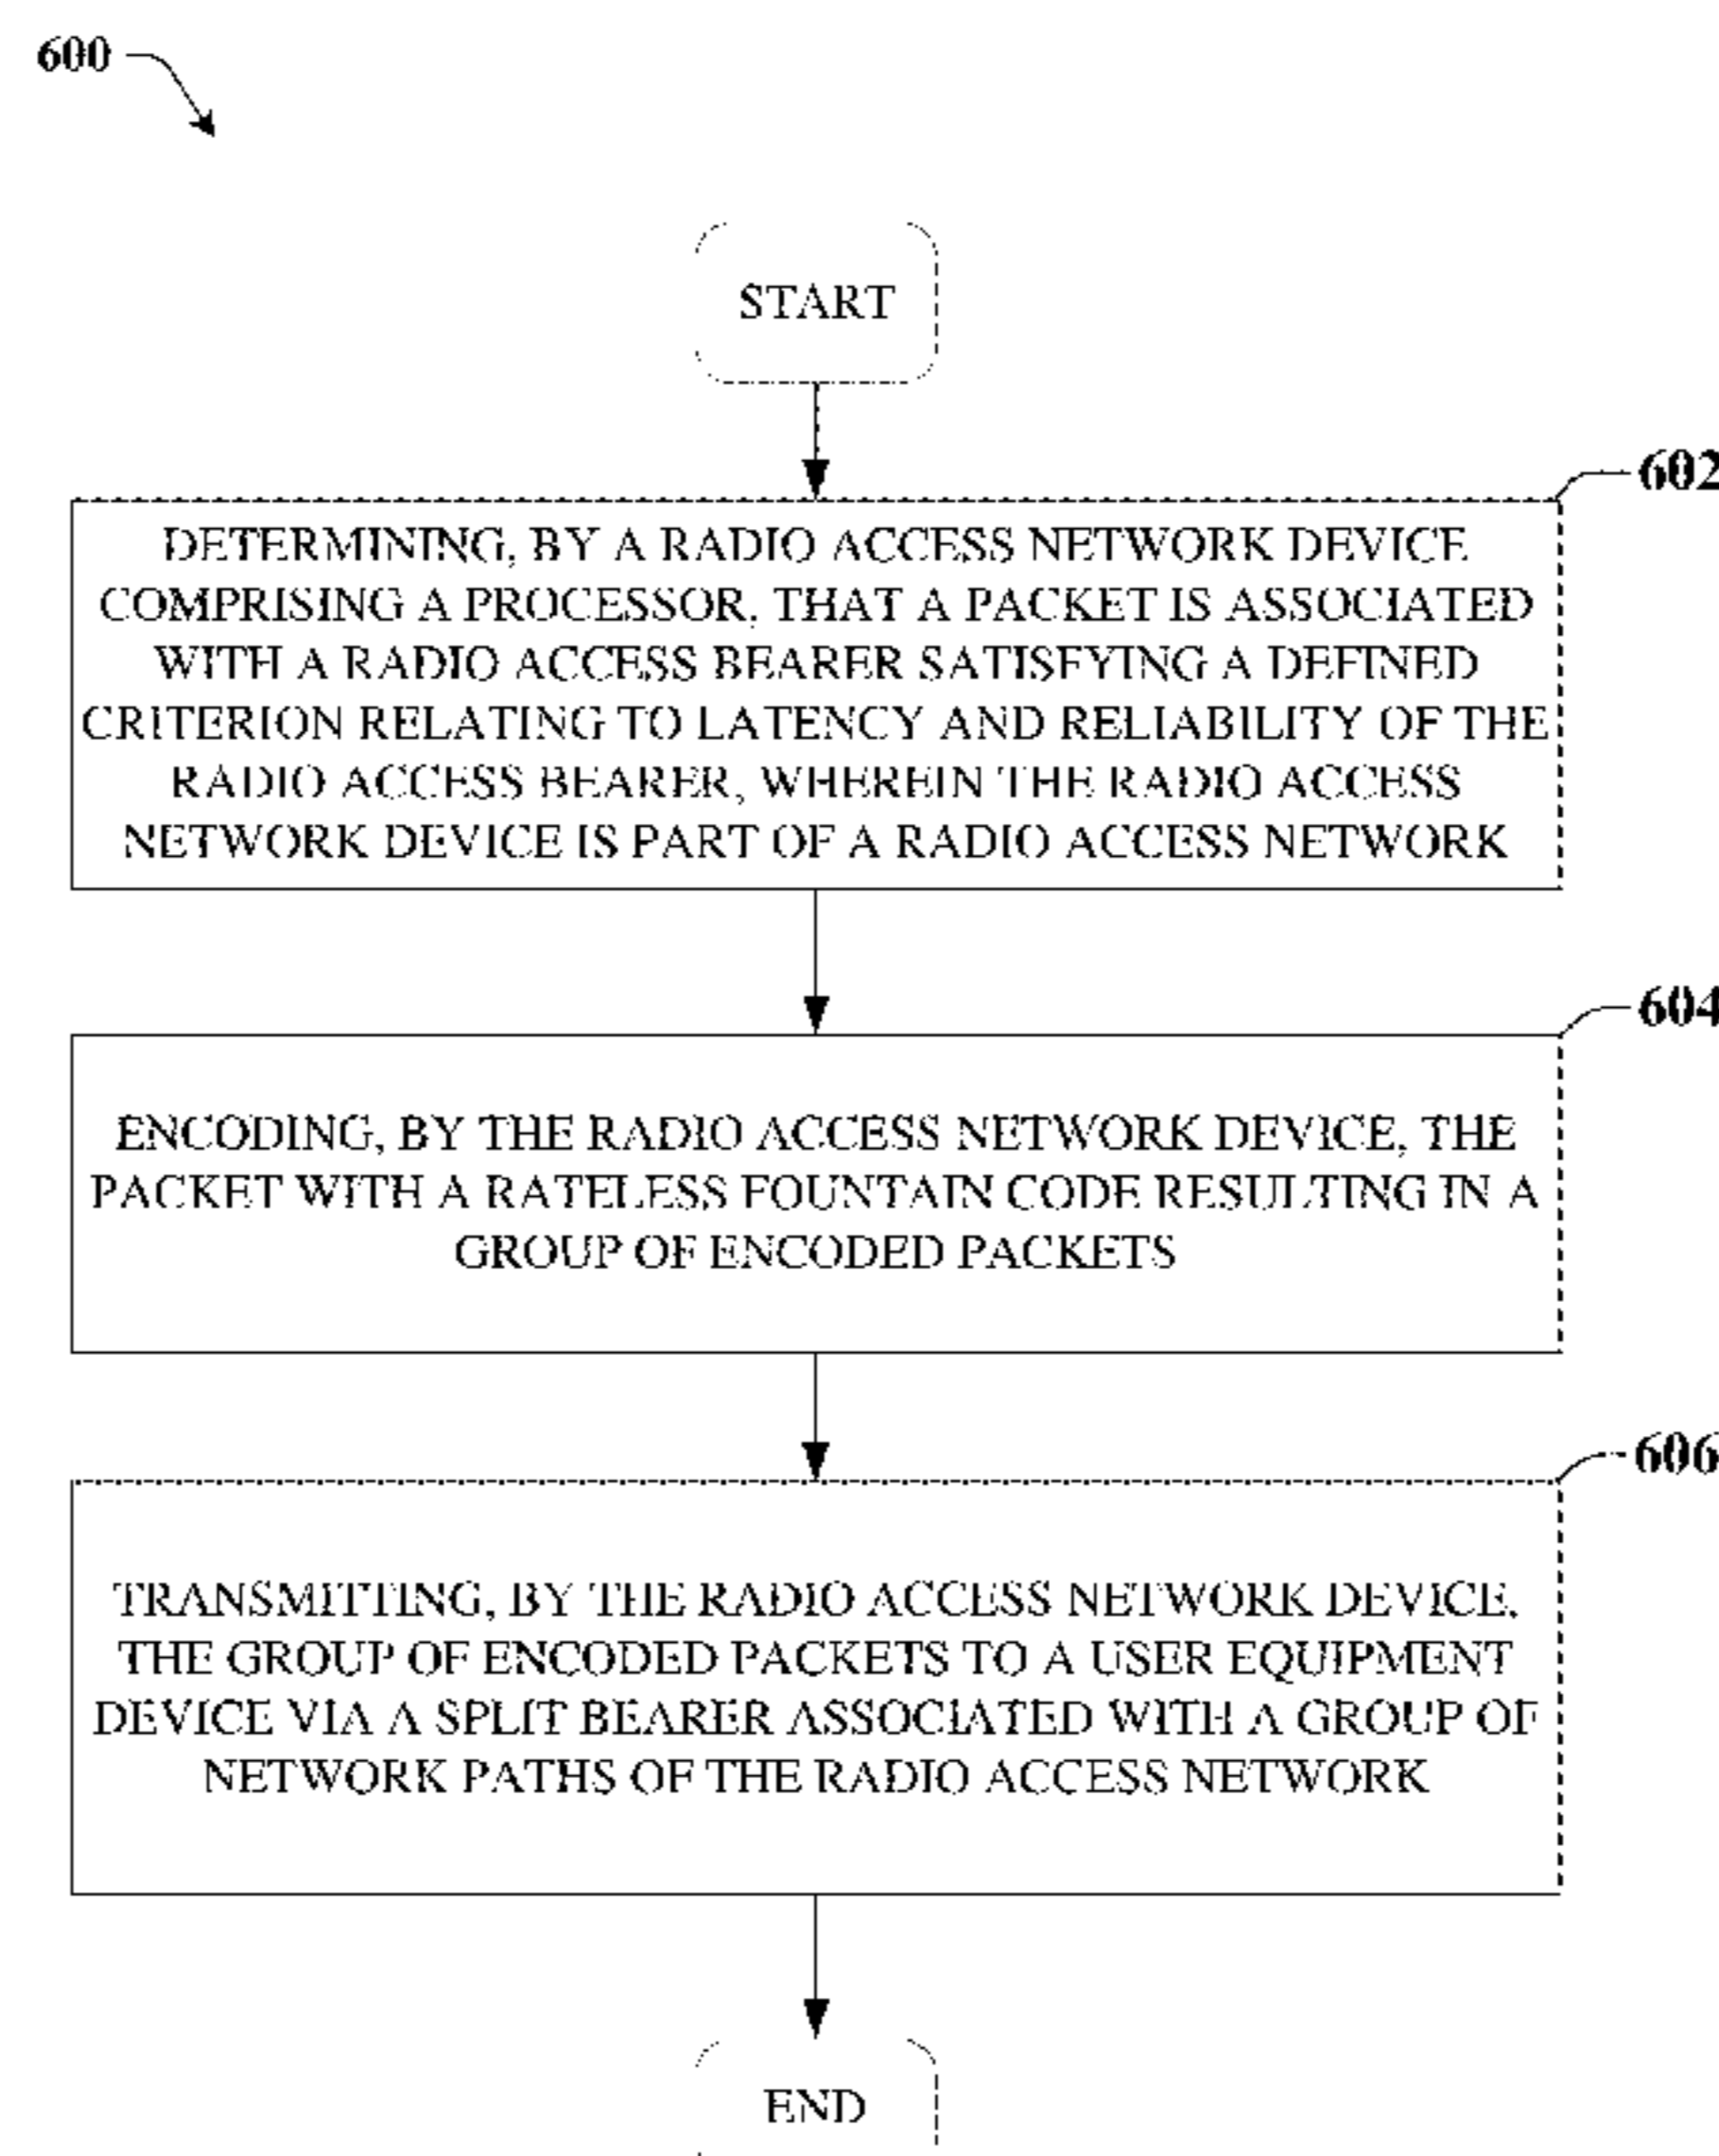 600
START
602
DETERMINING, BY A RADIO ACCESS NETWORK DEVICE
COMPRISING A PROCESSOR, THAT A PACKET IS ASSOCIATED
WITH A RADIO ACCESS BEARER SATISFYING A DEFINED
CRITERION RELATING TO LATENCY AND RELIABILITY OF THE
RADIO ACCESS BEARER, WHEREIN THE RADIO ACCESS
NETWORK DEVICE IS PART OF A RADIO ACCESS NETWORK
604
ENCODING, BY THE RADIO ACCESS NETWORK DEVICE, THE
PACKET WITH A RATELESS FOUNTAIN CODE RESULTING IN A
GROUP OF ENCODED PACKETS
606
TRANSMITTING, BY THE RADIO ACCESS NETWORK DEVICE,
THE GROUP OF ENCODED PACKETS TO A USER EQUIPMENT
DEVICE VIA A SPLIT BEARER ASSOCIATED WITH A GROUP OF
NETWORK PATHS OF THE RADIO ACCESS NETWORK
END